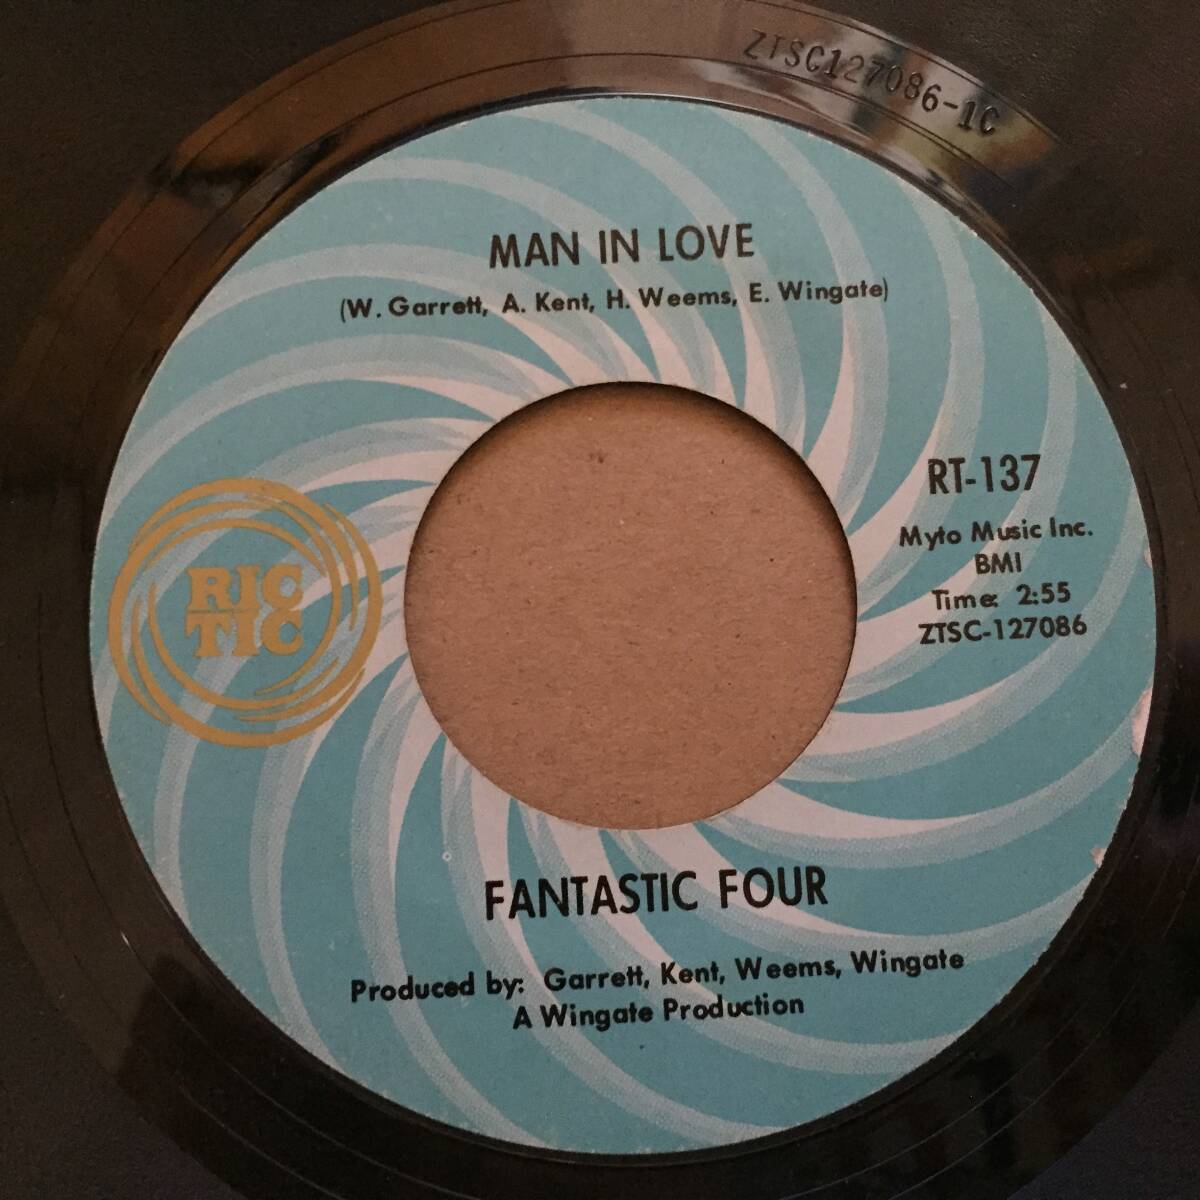 ZTSC127086-1C
MAN IN LOVE
(W. Garrett, A. Kent, H. Weems, E. Wingate)
RT-137
Myto Music Inc.
BMI
Time: 2:55
ZTSC-127086
RIC
TIC
FANTASTIC FOUR
Produced by: Garrett, Kent, Weems, Wingate
A Wingate Production